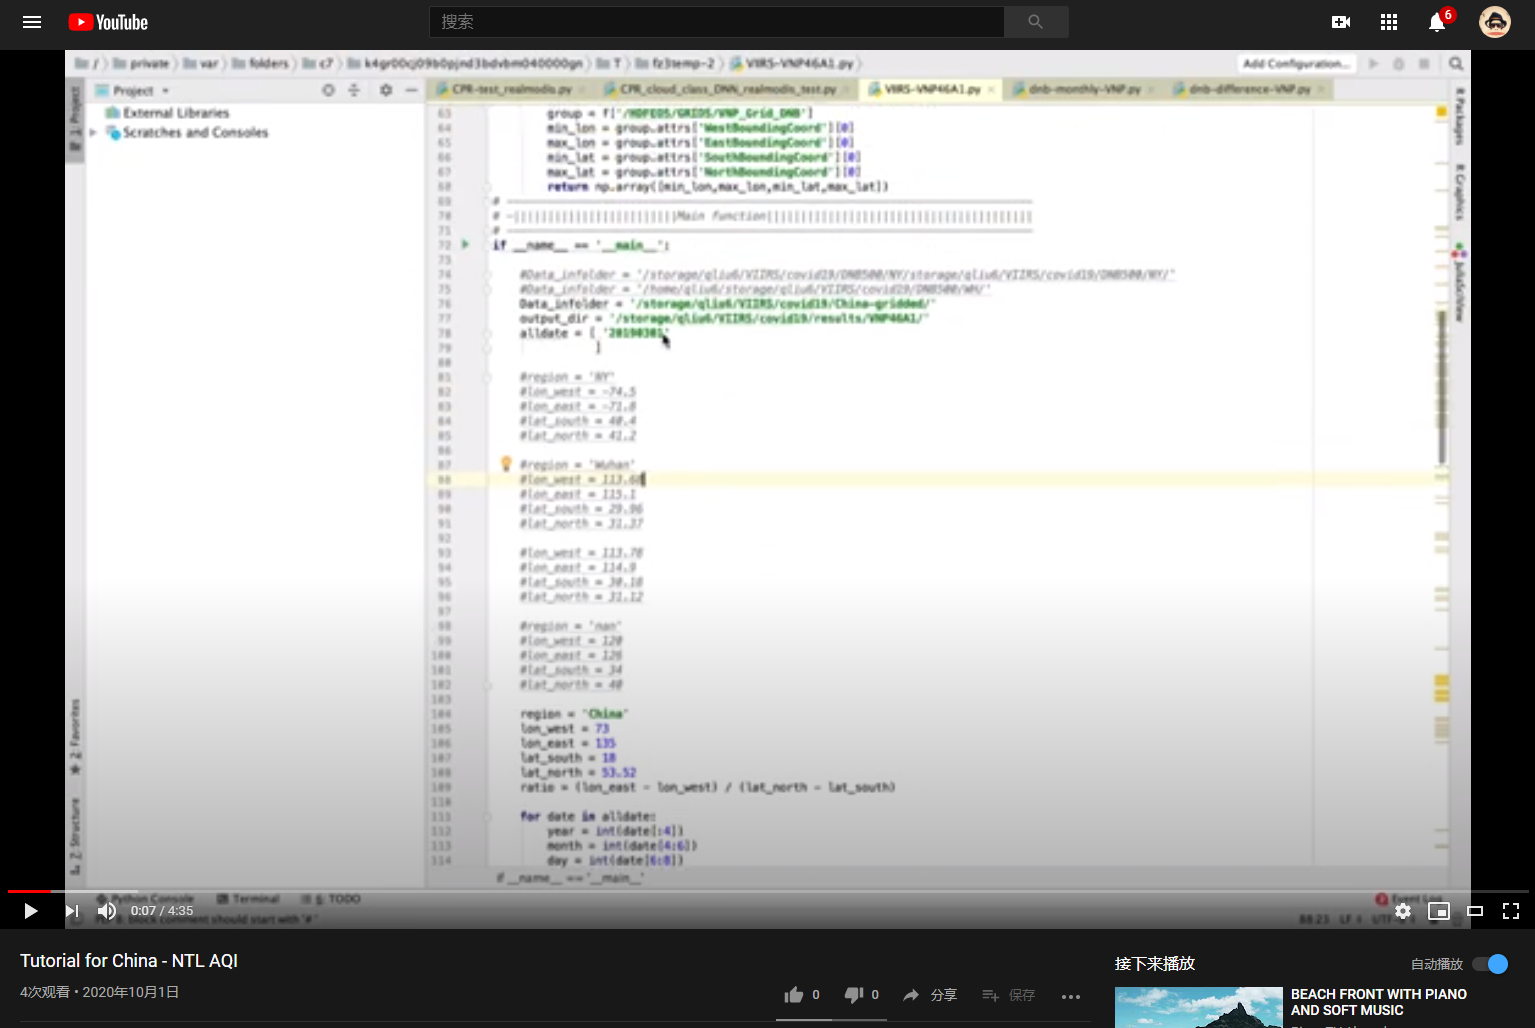 YouTube
搜索
6
/ private var folders c7 k4gr00cj09b0pjnd3bdvbm040000gn T fz3temp-2 VIIRS-VNP46A1.py
Add Configuration...
Project
CPR-test_realmodis.py
CPR_cloud_class_DNN_realmodis_test.py
VIIRS-VNP46A1.py
dnb-monthly-VNP.py
dnb-difference-VNP.py
1: Project
External Libraries
Scratches and Consoles
R Packages
R Graphics
63 group = f['/HDFEOS/GRIDS/VNP_Grid_DNB']
64 min_lon = group.attrs['WestBoundingCoord'][0]
65 max_lon = group.attrs['EastBoundingCoord'][0]
66 min_lat = group.attrs['SouthBoundingCoord'][0]
67 max_lat = group.attrs['NorthBoundingCoord'][0]
68 return np.array([min_lon,max_lon,min_lat,max_lat])
69 #
70 Main function
71 #
72 if __name__ == '__main__':
73
74 #Data_infolder = '/storage/qliu6/VIIRS/covid19/DNB500/NY/storage/qliu6/VIIRS/covid19/DNB500/NY/'
75 #Data_infolder = '/home/qliu6/storage/qliu6/VIIRS/covid19/DNB500/WH/'
76 Data_infolder = '/storage/qliu6/VIIRS/covid19/China-gridded/'
77 output_dir = '/storage/qliu6/VIIRS/covid19/results/VNP46A1/'
78 alldate = [ '20190301'
79 ]
80
81 #region = 'NY'
82 #lon_west = -74.5
83 #lon_east = -71.8
84 #lat_south = 40.4
85 #lat_north = 41.2
86
87 #region = 'Wuhan'
88 #lon_west = 113.68
89 #lon_east = 115.1
90 #lat_south = 29.96
91 #lat_north = 31.37
92
93 #lon_west = 113.78
94 #lon_east = 114.9
95 #lat_south = 30.18
96 #lat_north = 31.12
97
98 #region = 'nan'
99 #lon_west = 120
100 #lon_east = 126
101 #lat_south = 34
102 #lat_north = 40
103
104 region = 'China'
105 lon_west = 73
106 lon_east = 135
107 lat_south = 18
108 lat_north = 53.52
109 ratio = (lon_east - lon_west) / (lat_north - lat_south)
110
111 for date in alldate:
112 year = int(date[:4])
113 month = int(date[4:6])
114 day = int(date[6:8])
if __name__ == '__main__'
2: Favorites
Z: Structure
Python Console
Terminal
6: TODO
Event Log
block comment should start with '# '
88:23 LF UTF-
0:07 / 4:35
Tutorial for China - NTL AQI
4次观看 • 2020年10月1日
0
0
分享
保存
接下来播放
自动播放
BEACH FRONT WITH PIANO
AND SOFT MUSIC